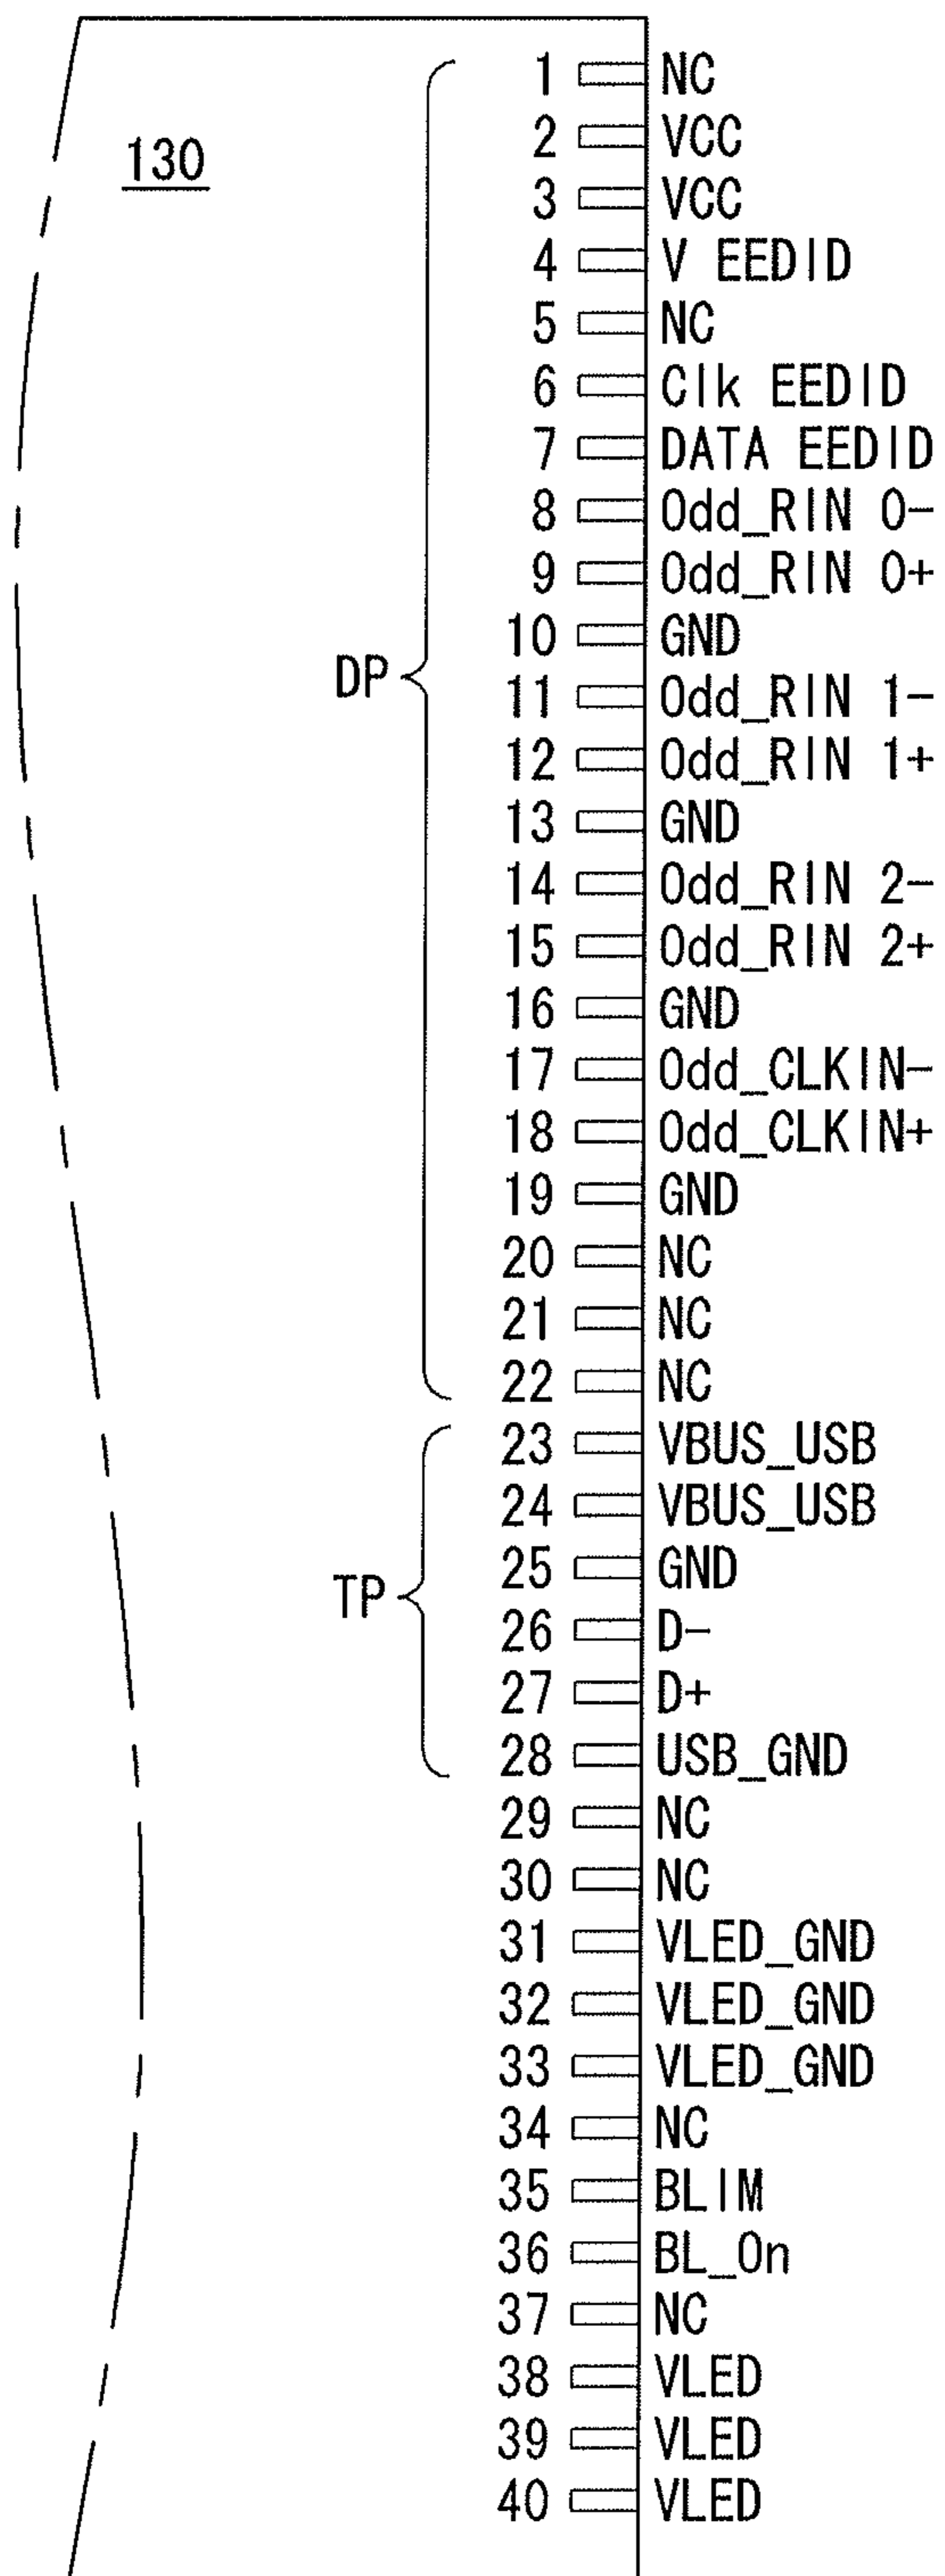 130
1 NC
2 VCC
3 VCC
4 V EEDID
5 NC
6 Clk EEDID
7 DATA EEDID
8 Odd_RIN 0-
9 Odd_RIN 0+
10 GND
DP
11 Odd_RIN 1-
12 Odd_RIN 1+
13 GND
14 Odd_RIN 2-
15 Odd_RIN 2+
16 GND
17 Odd_CLKIN-
18 Odd_CLKIN+
19 GND
20 NC
21 NC
22 NC
23 VBUS_USB
24 VBUS_USB
25 GND
TP
26 D-
27 D+
28 USB_GND
29 NC
30 NC
31 VLED_GND
32 VLED_GND
33 VLED_GND
34 NC
35 BLIM
36 BL_On
37 NC
38 VLED
39 VLED
40 VLED